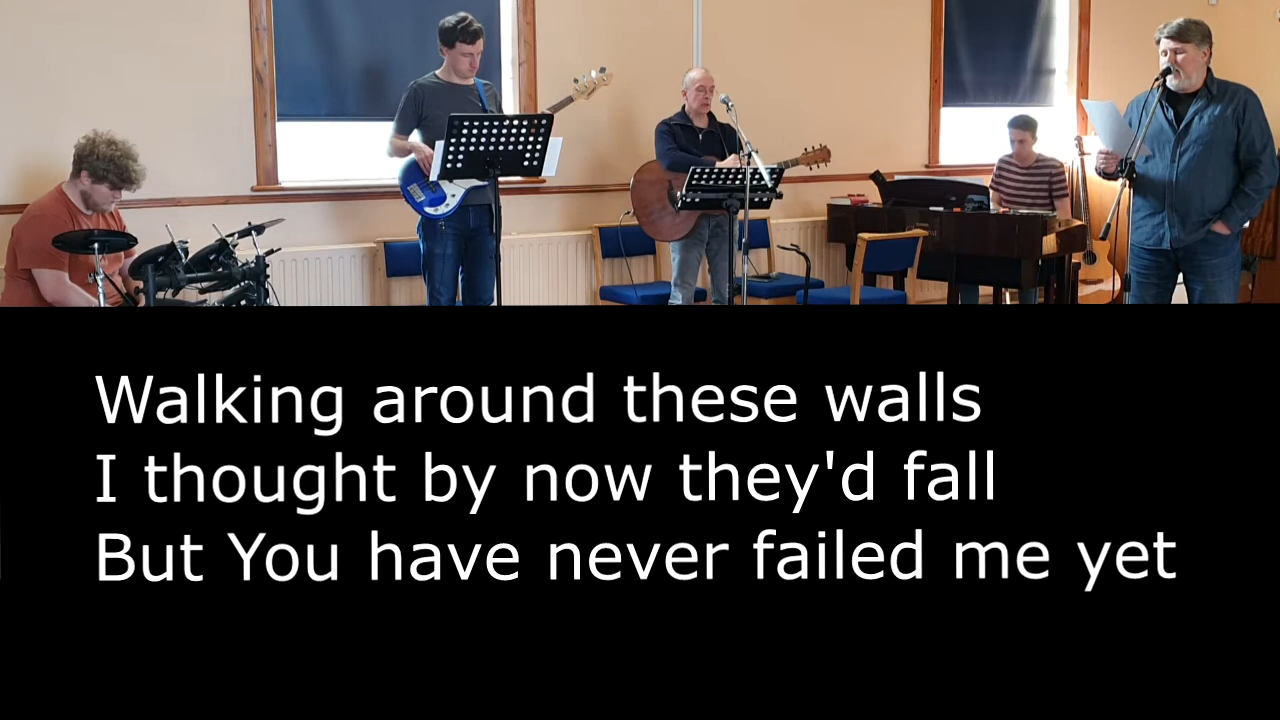 Walking around these walls
I thought by now they'd fall
But You have never failed me yet